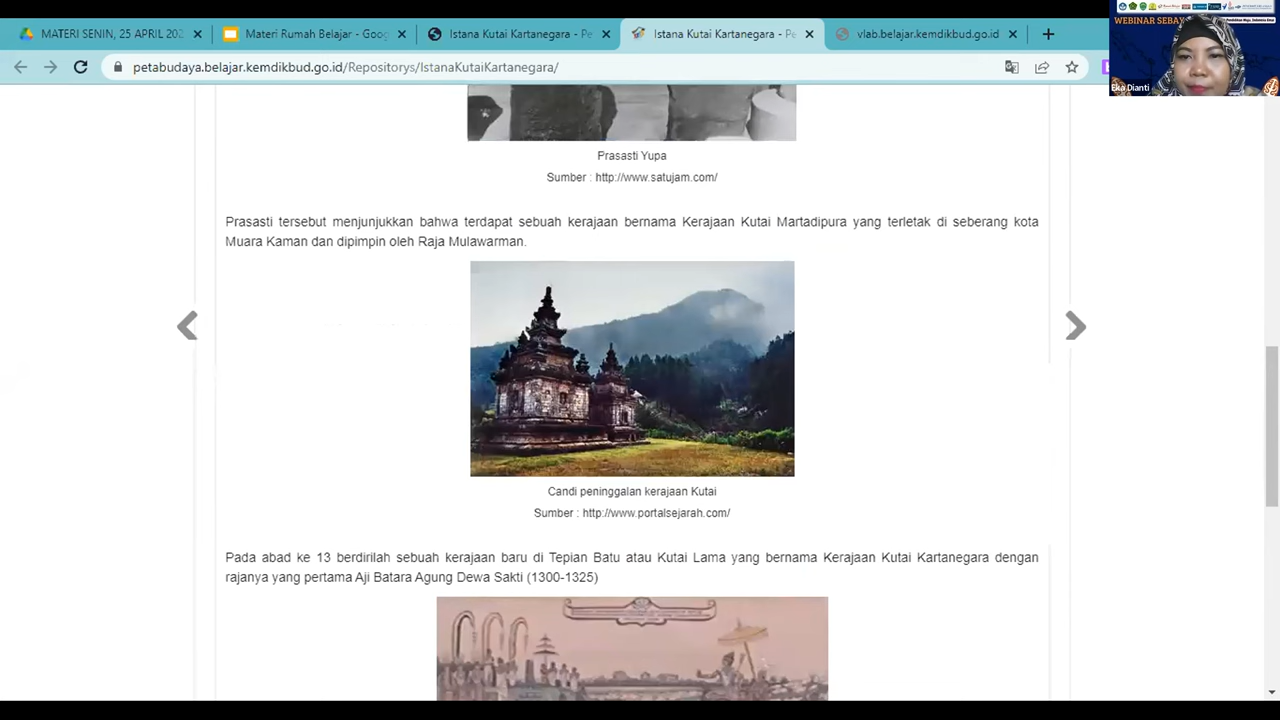 MATERI SENIN, 25 APRIL 202
Materi Rumah Belajar - Goog
Istana Kutai Kartanegara - Pe
Istana Kutai Kartanegara - Pe
vlab.belajar.kemdikbud.go.id
petabudaya.belajar.kemdikbud.go.id/Repositorys/IstanaKutaiKartanegara/
WEBINAR SEBAY
Eka Dianti
Prasasti Yupa
Sumber : http://www.satujam.com/
Prasasti tersebut menjunjukkan bahwa terdapat sebuah kerajaan bernama Kerajaan Kutai Martadipura yang terletak di seberang kota
Muara Kaman dan dipimpin oleh Raja Mulawarman.
Candi peninggalan kerajaan Kutai
Sumber : http://www.portalsejarah.com/
Pada abad ke 13 berdirilah sebuah kerajaan baru di Tepian Batu atau Kutai Lama yang bernama Kerajaan Kutai Kartanegara dengan
rajanya yang pertama Aji Batara Agung Dewa Sakti (1300-1325)